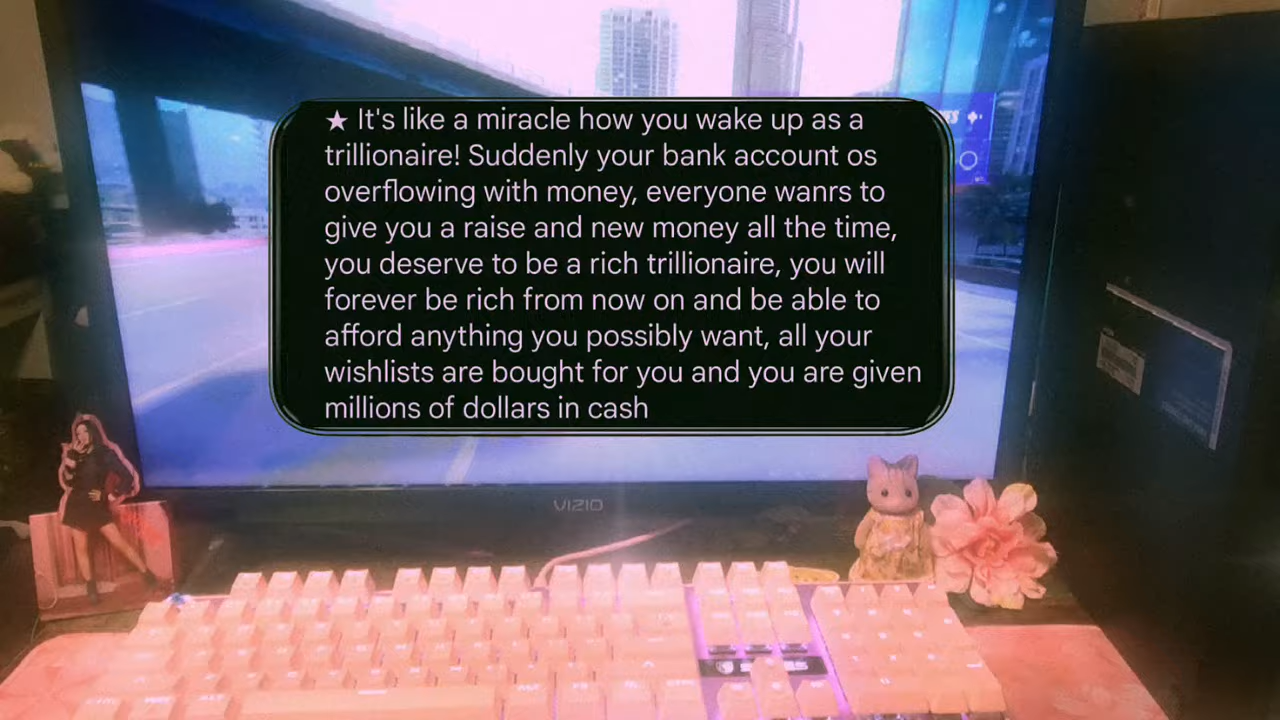 ★ It's like a miracle how you wake up as a
trillionaire! Suddenly your bank account os
overflowing with money, everyone wanrs to
give you a raise and new money all the time,
you deserve to be a rich trillionaire, you will
forever be rich from now on and be able to
afford anything you possibly want, all your
wishlists are bought for you and you are given
millions of dollars in cash
VIZIO